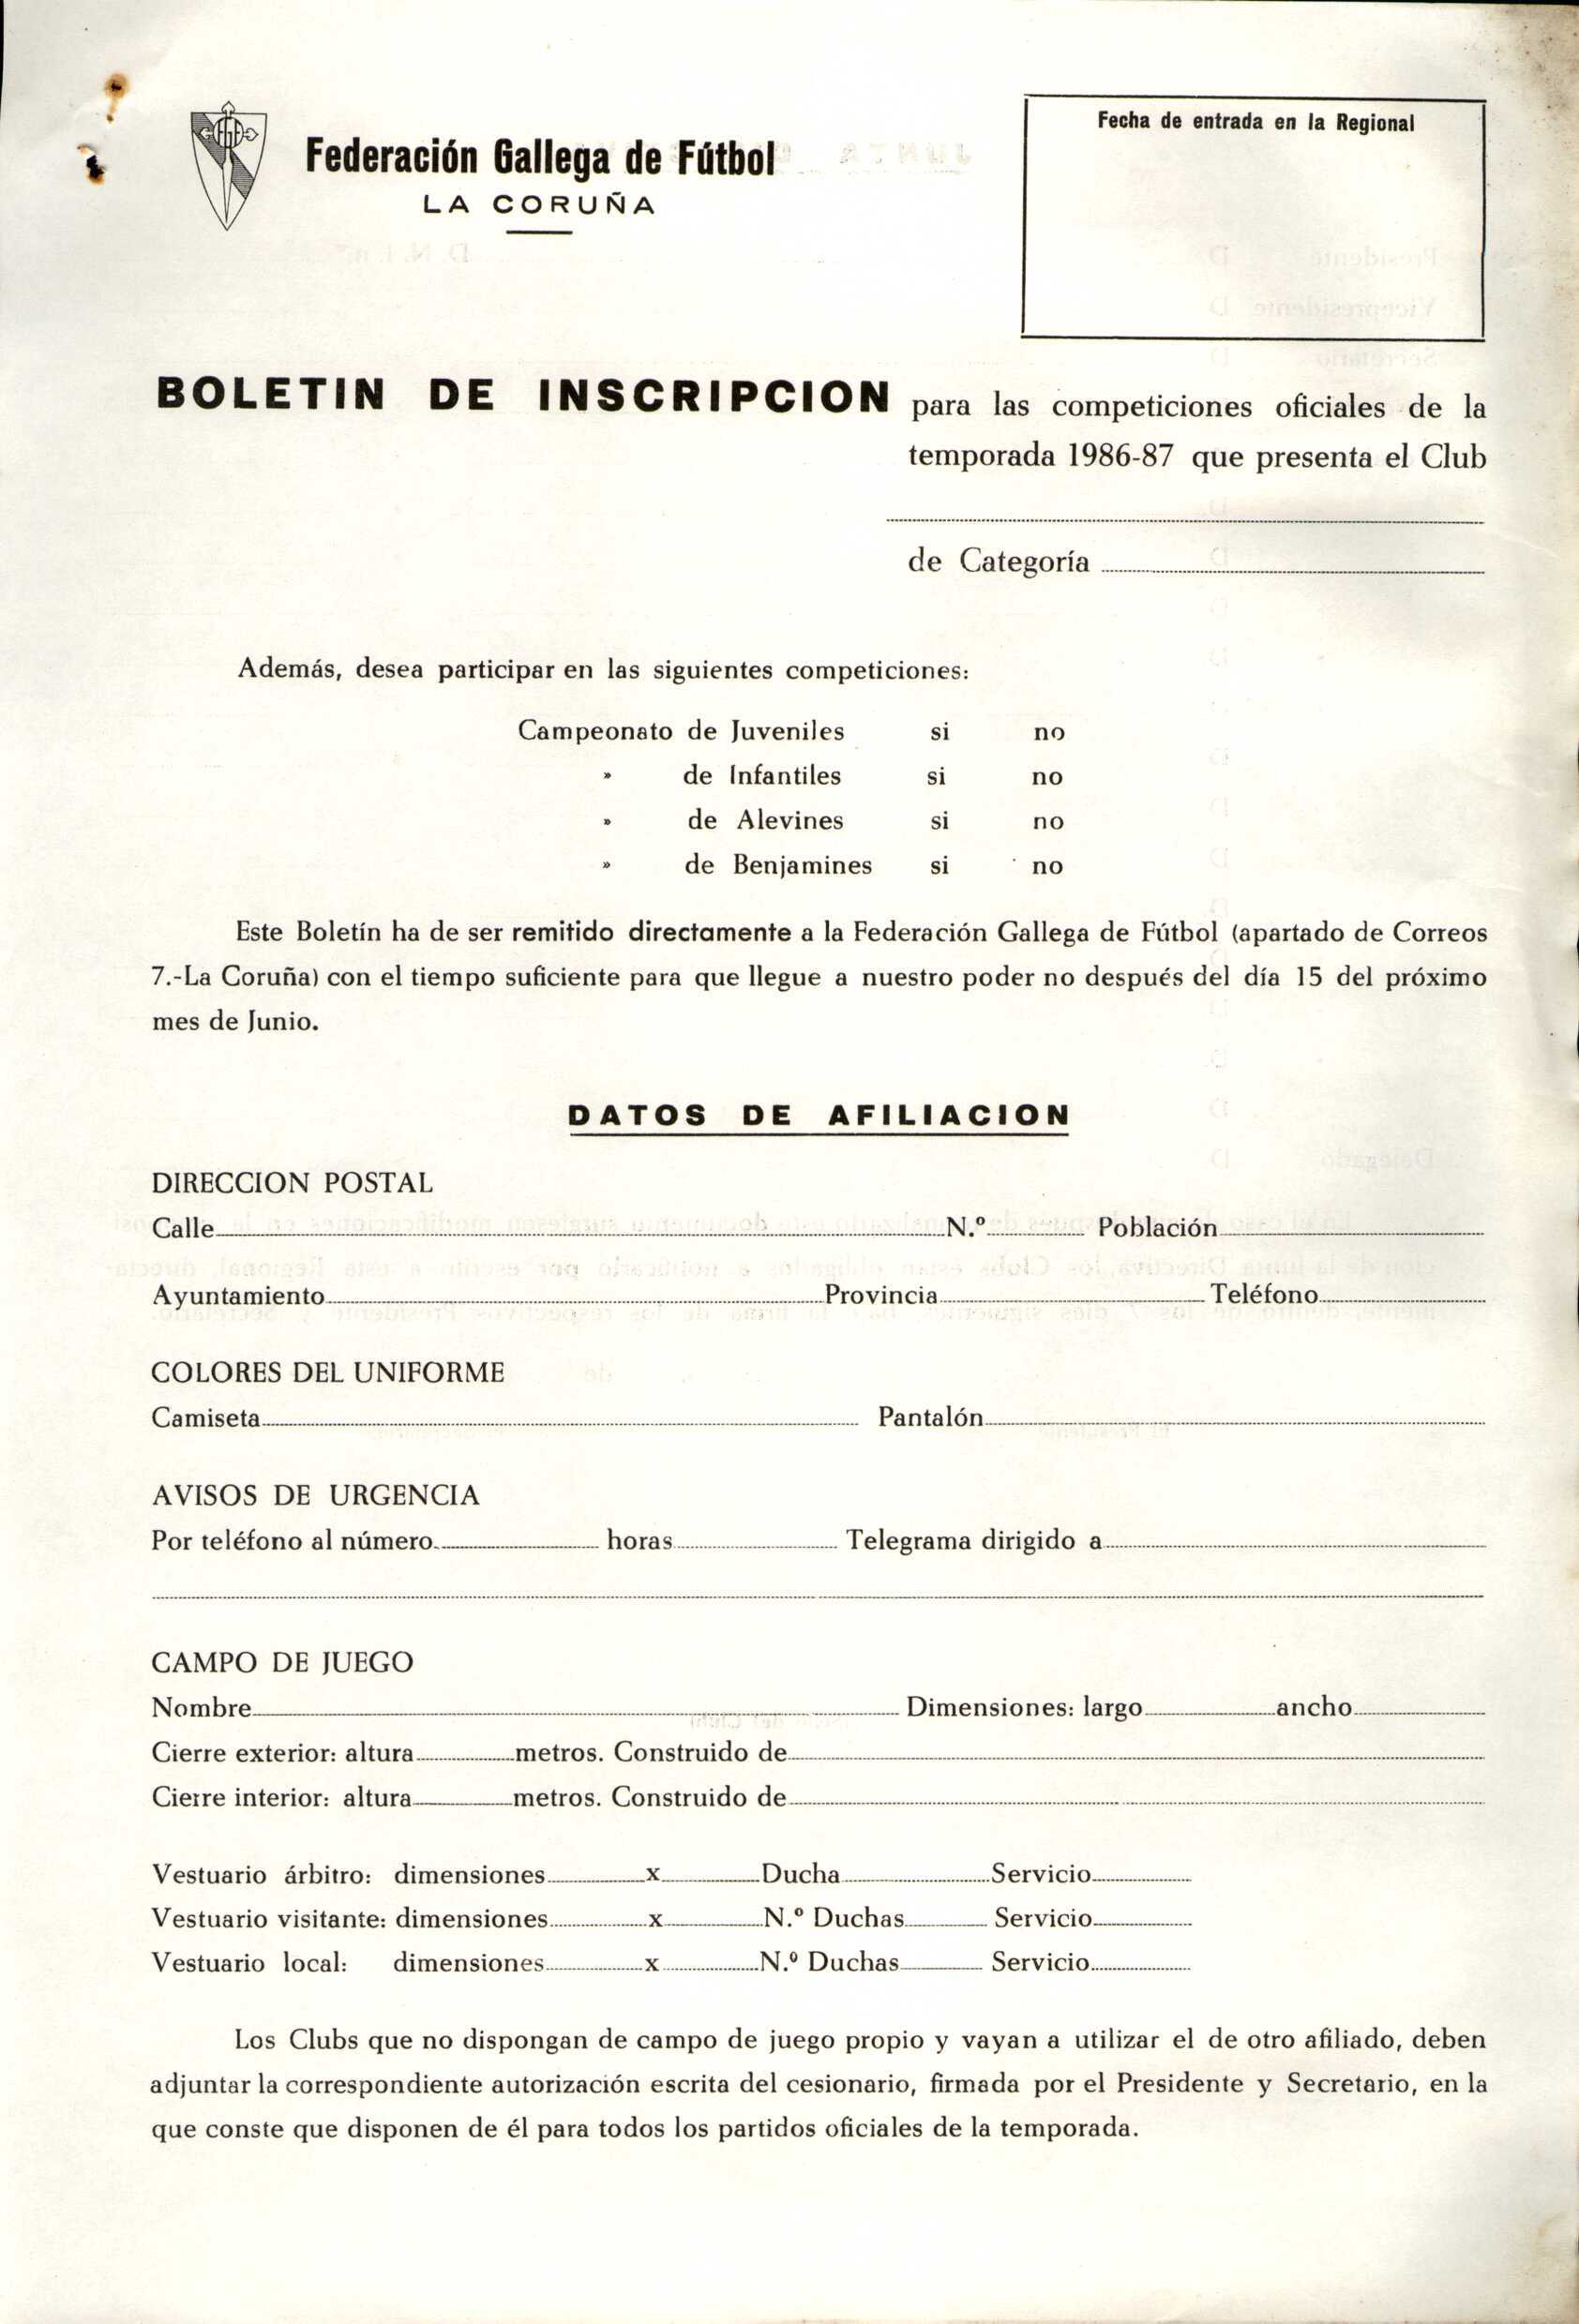 Federación Gallega de Fútbol
LA CORUÑA
Fecha de entrada en la Regional
BOLETIN DE INSCRIPCION para las competiciones oficiales de la
temporada 1986-87 que presenta el Club
de Categoría
Además, desea participar en las siguientes competiciones:
Campeonato de Juveniles si no
» de Infantiles si no
» de Alevines si no
» de Benjamines si no
Este Boletín ha de ser remitido directamente a la Federación Gallega de Fútbol (apartado de Correos
7.-La Coruña) con el tiempo suficiente para que llegue a nuestro poder no después del día 15 del próximo
mes de Junio.
DATOS DE AFILIACION
DIRECCION POSTAL
Calle N.º Población
Ayuntamiento Provincia Teléfono
COLORES DEL UNIFORME
Camiseta Pantalón
AVISOS DE URGENCIA
Por teléfono al número horas Telegrama dirigido a
CAMPO DE JUEGO
Nombre Dimensiones: largo ancho
Cierre exterior: altura metros. Construido de
Cierre interior: altura metros. Construido de
Vestuario árbitro: dimensiones x Ducha Servicio
Vestuario visitante: dimensiones x N.º Duchas Servicio
Vestuario local: dimensiones x N.º Duchas Servicio
Los Clubs que no dispongan de campo de juego propio y vayan a utilizar el de otro afiliado, deben
adjuntar la correspondiente autorización escrita del cesionario, firmada por el Presidente y Secretario, en la
que conste que disponen de él para todos los partidos oficiales de la temporada.